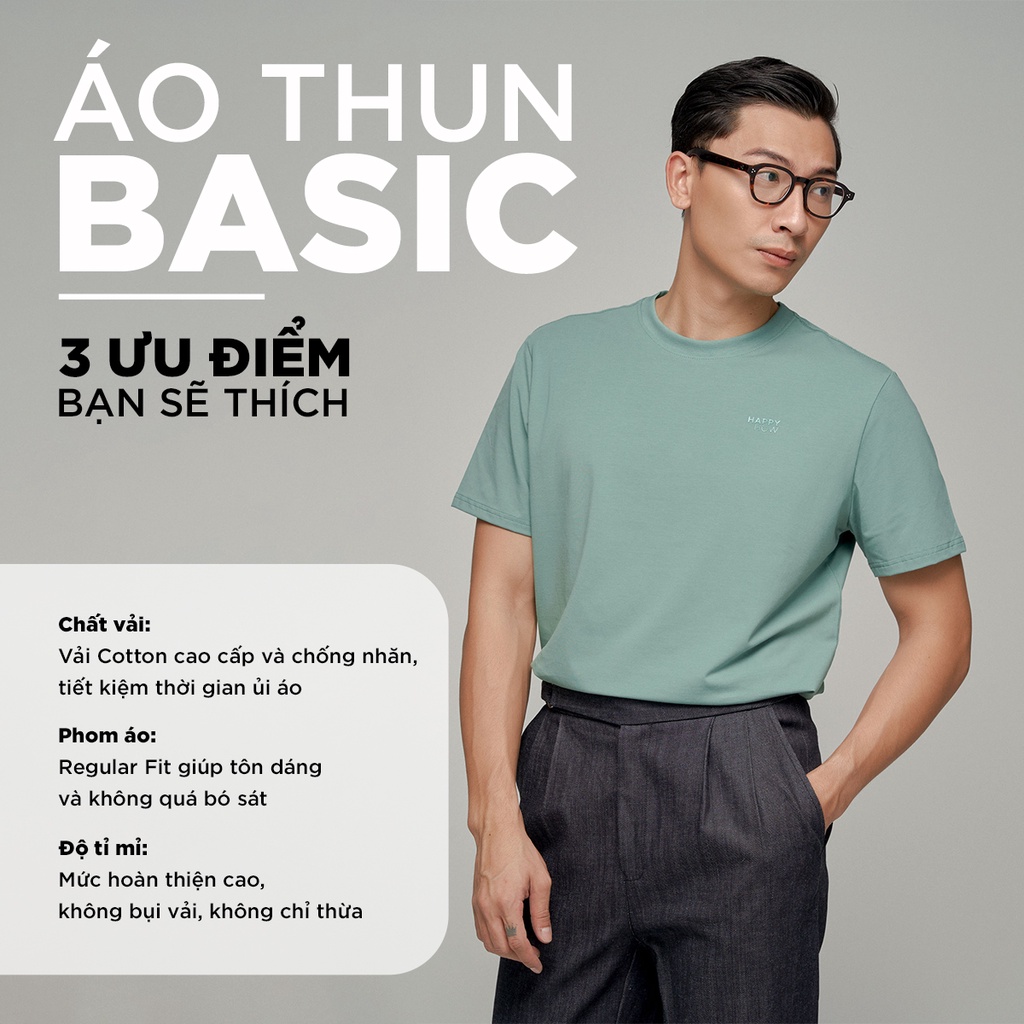 ÁO THUN
BASIC
3 ƯU ĐIỂM
BẠN SẼ THÍCH
HAPPY
Chất vải:
Vải Cotton cao cấp và chống nhăn,
tiết kiệm thời gian ủi áo
Phom áo:
Regular Fit giúp tôn dáng
và không quá bó sát
Độ tỉ mỉ:
Mức hoàn thiện cao,
không bụi vải, không chỉ thừa